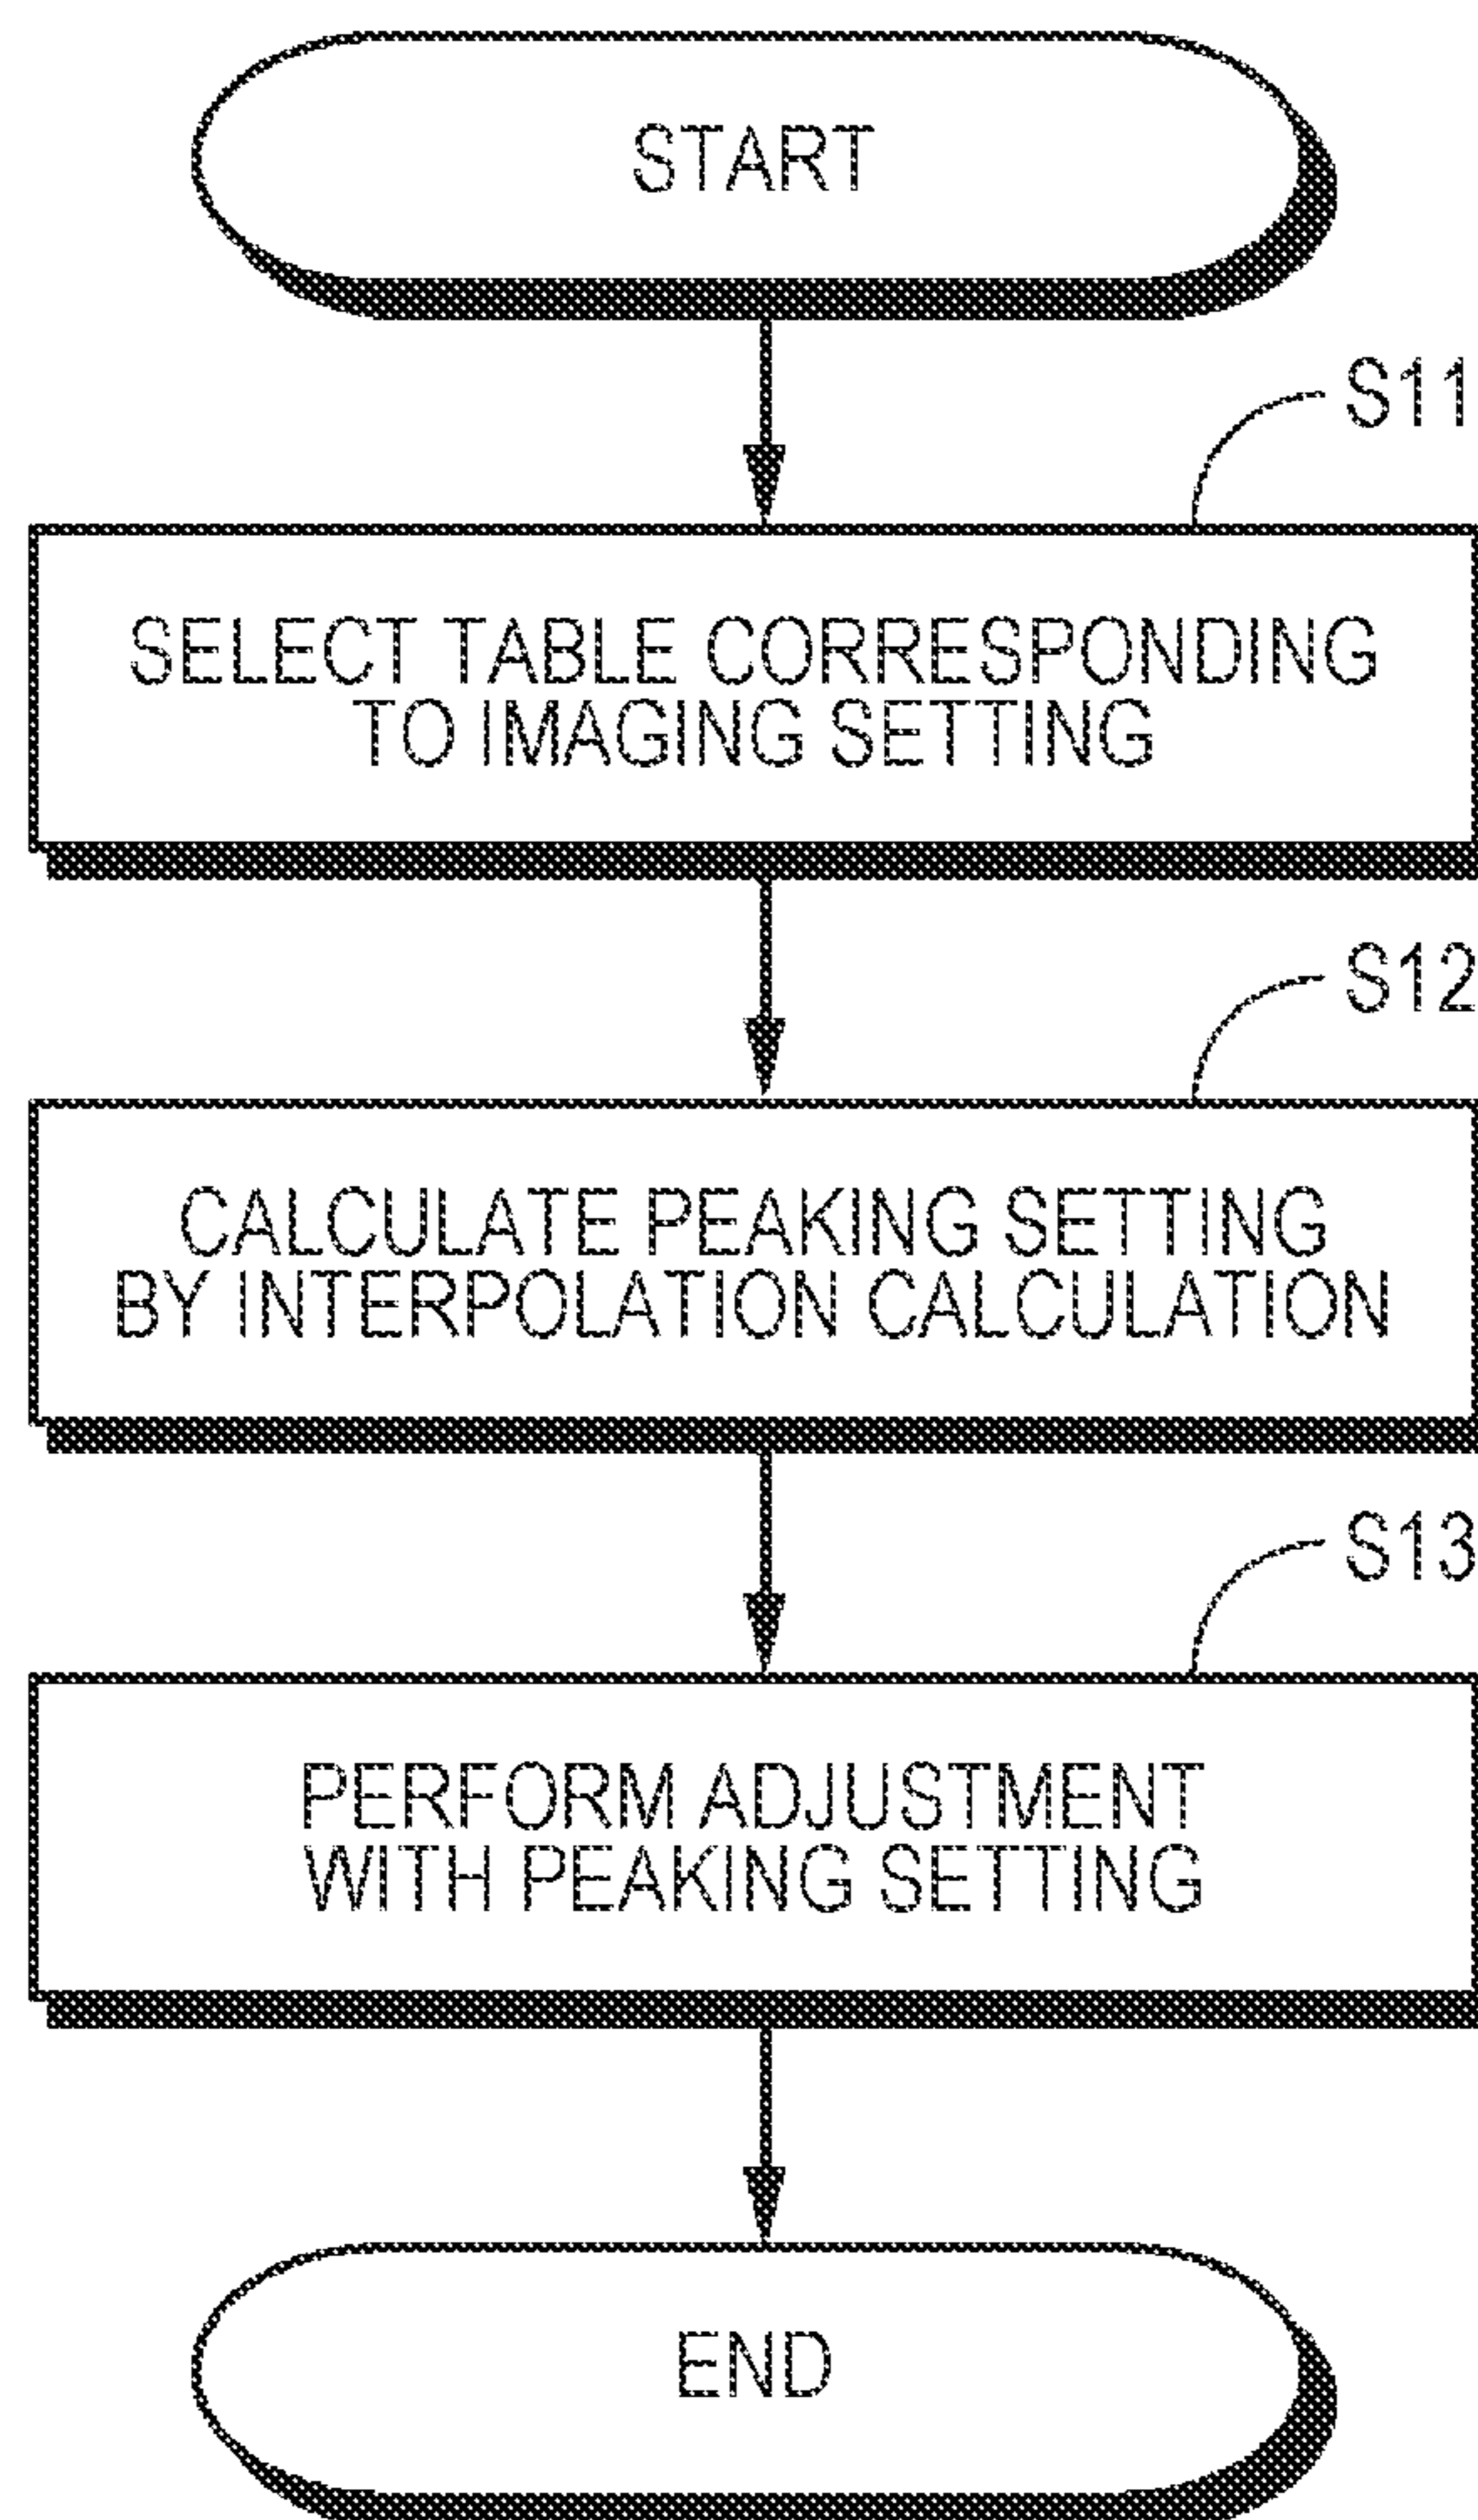 START
S11
SELECT TABLE CORRESPONDING
TO IMAGING SETTING
S12
CALCULATE PEAKING SETTING
BY INTERPOLATION CALCULATION
S13
PERFORM ADJUSTMENT
WITH PEAKING SETTING
END